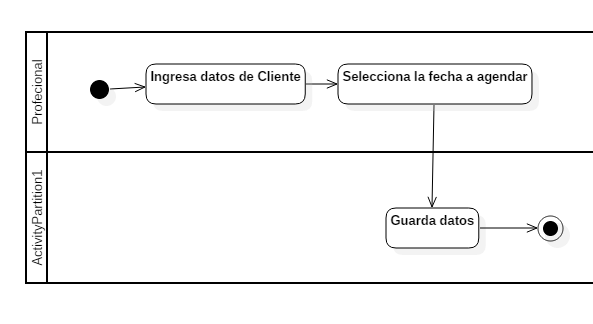 Profecional
Ingresa datos de Cliente
Selecciona la fecha a agendar
ActivityPartition1
Guarda datos